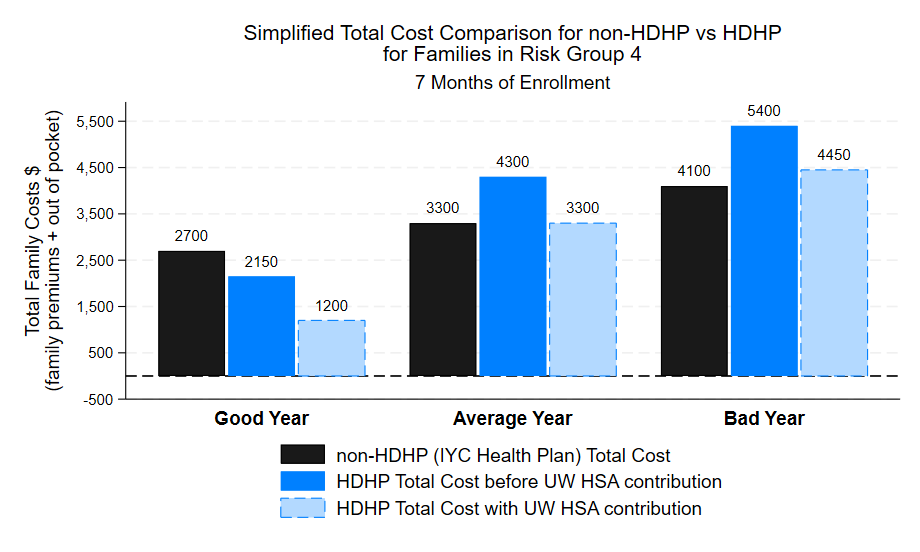 Simplified Total Cost Comparison for non-HDHP vs HDHP
for Families in Risk Group 4
7 Months of Enrollment
Total Family Costs $
(family premiums + out of pocket)
5,500
4,500
3,500
2,500
1,500
500
-500
2700
2150
1200
3300
4300
3300
4100
5400
4450
Good Year
Average Year
Bad Year
non-HDHP (IYC Health Plan) Total Cost
HDHP Total Cost before UW HSA contribution
HDHP Total Cost with UW HSA contribution